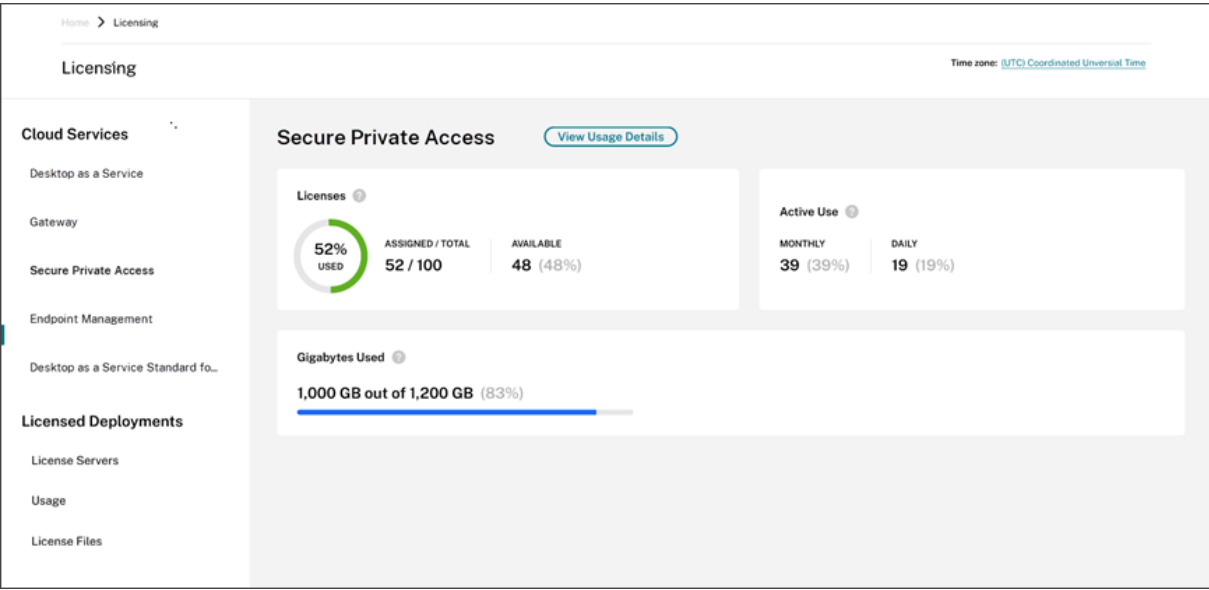 Home > Licensing
Licensing
Time zone: (UTC) Coordinated Unversial Time
Cloud Services
Desktop as a Service
Gateway
Secure Private Access
Endpoint Management
Desktop as a Service Standard fo...
Licensed Deployments
License Servers
Usage
License Files
Secure Private Access
View Usage Details
Licenses ?
52%
USED
ASSIGNED / TOTAL
52 / 100
AVAILABLE
48 (48%)
Active Use ?
MONTHLY
39 (39%)
DAILY
19 (19%)
Gigabytes Used ?
1,000 GB out of 1,200 GB (83%)